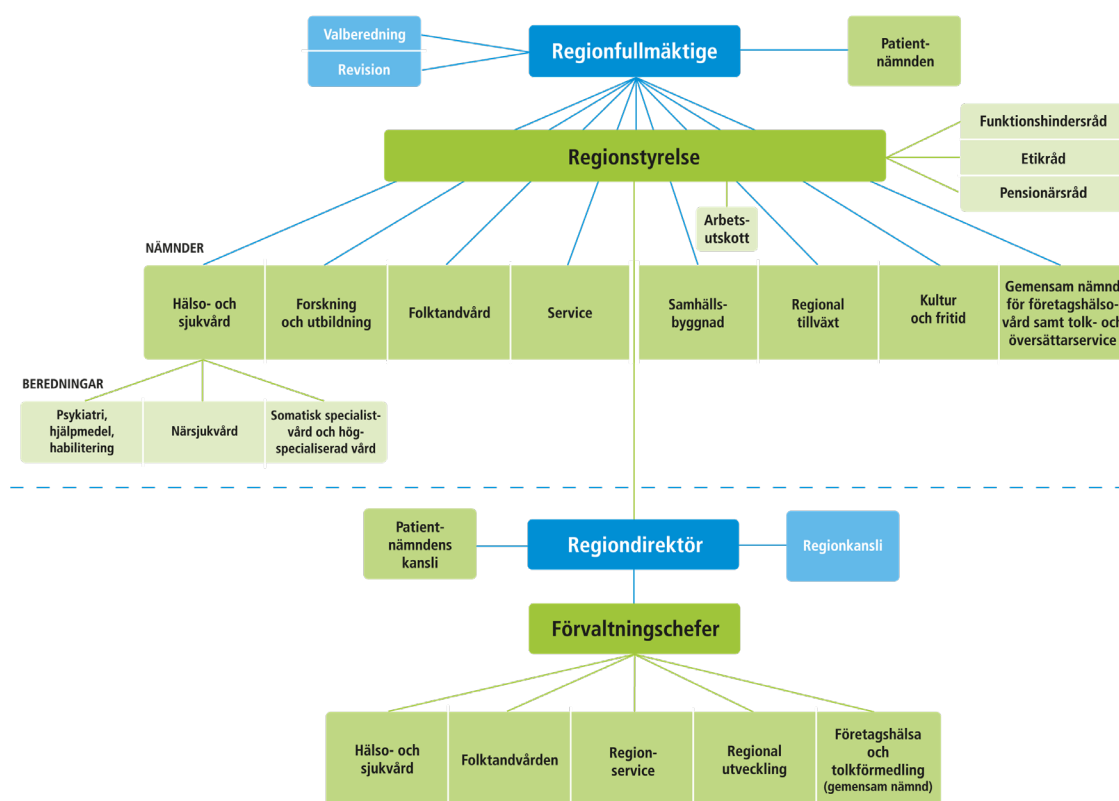 Valberedning
Revision
Regionfullmäktige
Patient-
nämnden
Regionstyrelse
Funktionshindersråd
Etikråd
Pensionärsråd
Arbets-
utskott
NÄMNDER
Hälso- och
sjukvård
Forskning
och utbildning
Folktandvård
Service
Samhälls-
byggnad
Regional
tillväxt
Kultur
och fritid
Gemensam nämnd
för företagshälso-
vård samt tolk- och
översättarservice
BEREDNINGAR
Psykiatri,
hjälpmedel,
habilitering
Närsjukvård
Somatisk specialist-
vård och hög-
specialiserad vård
Patient-
nämndens
kansli
Regiondirektör
Regionkansli
Förvaltningschefer
Hälso- och
sjukvård
Folktandvården
Region-
service
Regional
utveckling
Företagshälsa
och
tolkförmedling
(gemensam nämnd)